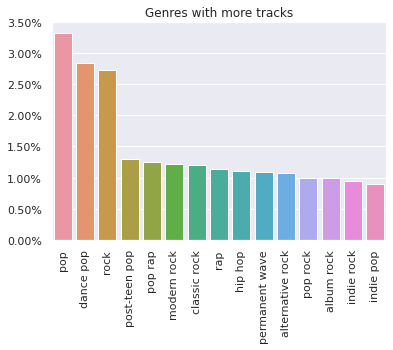 Genres with more tracks
3.50%
3.00%
2.50%
2.00%
1.50%
1.00%
0.50%
0.00%
pop
dance pop
rock
post-teen pop
pop rap
modern rock
classic rock
rap
hip hop
permanent wave
alternative rock
pop rock
album rock
indie rock
indie pop